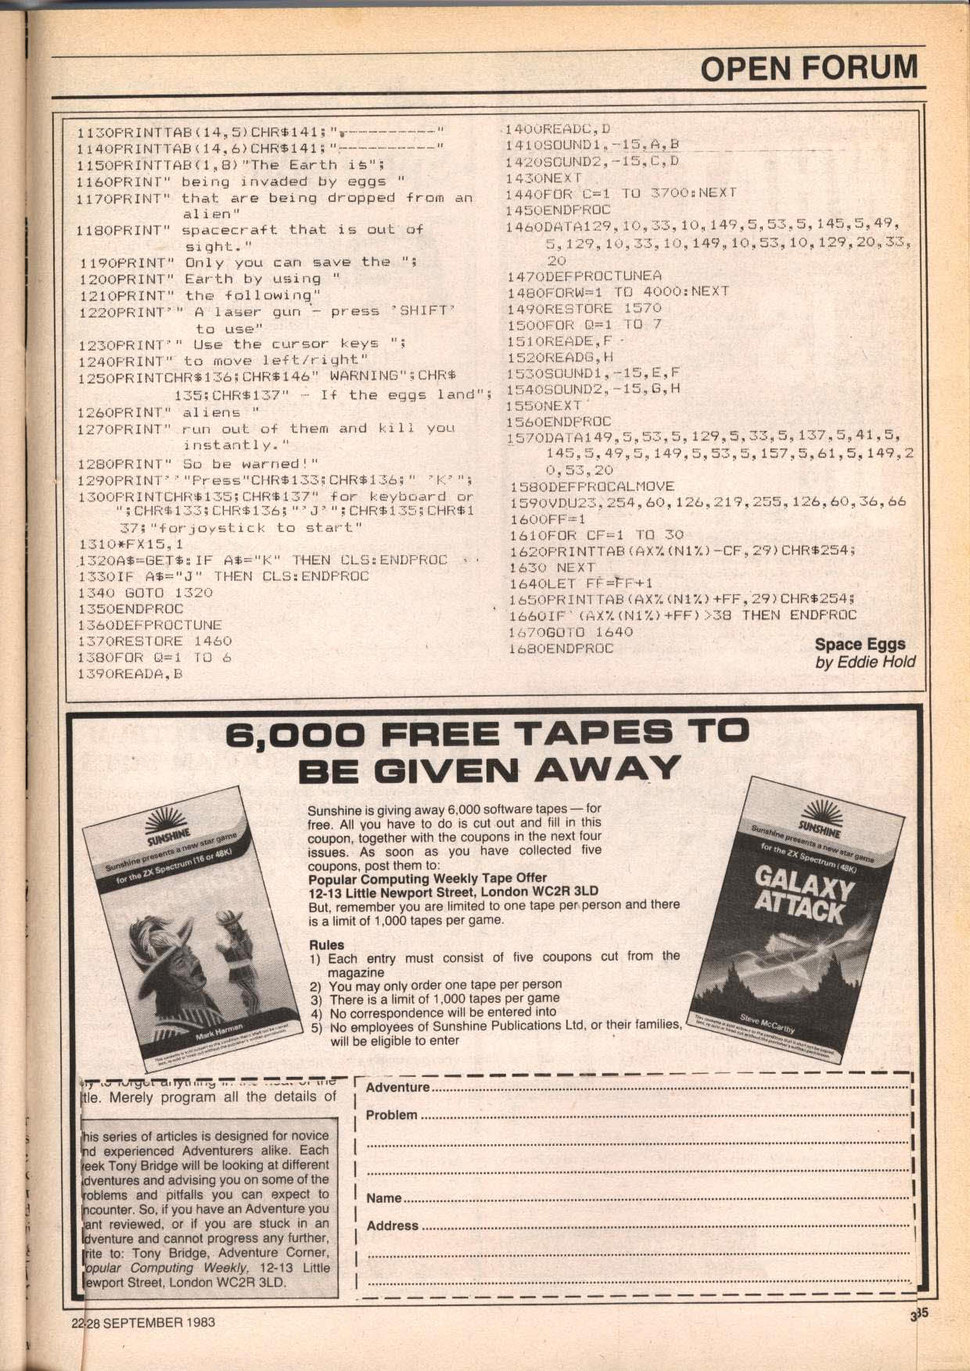 OPEN FORUM
1130PRINTTAB(14,5)CHR$141;"
1140PRINTTAB(14,6)CHR$141;"----------"
1150PRINTTAB(1,8)"The Earth is";
1160PRINT" being invaded by eggs "
1170PRINT" that are being dropped from an
alien"
1180PRINT" spacecraft that is out of
sight."
1190PRINT" Only you can save the ";
1200PRINT" Earth by using "
1210PRINT" the following"
1220PRINT'" A laser gun - press 'SHIFT'
to use"
1230PRINT'" Use the cursor keys ";
1240PRINT" to move left/right"
1250PRINTCHR$136;CHR$146" WARNING";CHR$
135;CHR$137" - If the eggs land";
1260PRINT" aliens "
1270PRINT" run out of them and kill you
instantly."
1280PRINT" So be warned!"
1290PRINT''"Press"CHR$133;CHR$136;" 'K'";
1300PRINTCHR$135;CHR$137" for keyboard or
";CHR$133;CHR$136;"'J'";CHR$135;CHR$1
37;"forjoystick to start"
1310*FX15,1
1320A$=GET$:IF A$="K" THEN CLS:ENDPROC
1330IF A$="J" THEN CLS:ENDPROC
1340 GOTO 1320
1350ENDPROC
1360DEFPROCTUNE
1370RESTORE 1460
1380FOR Q=1 TO 6
1390READA,B
1400READC,D
1410SOUND1,-15,A,B
1420SOUND2,-15,C,D
1430NEXT
1440FOR C=1 TO 3700:NEXT
1450ENDPROC
1460DATA129,10,33,10,149,5,53,5,145,5,49,
5,129,10,33,10,149,10,53,10,129,20,33,
20
1470DEFPROCTUNEA
1480FORW=1 TO 4000:NEXT
1490RESTORE 1570
1500FOR Q=1 TO 7
1510READE,F
1520READG,H
1530SOUND1,-15,E,F
1540SOUND2,-15,G,H
1550NEXT
1560ENDPROC
1570DATA149,5,53,5,129,5,33,5,137,5,41,5,
145,5,49,5,149,5,53,5,157,5,61,5,149,2
0,53,20
1580DEFPROCALMOVE
1590VDU23,254,60,126,219,255,126,60,36,66
1600FF=1
1610FOR CF=1 TO 30
1620PRINTTAB(AX%(N1%)-CF,29)CHR$254;
1630 NEXT
1640LET FF=FF+1
1650PRINTTAB(AX%(N1%)+FF,29)CHR$254;
1660IF (AX%(N1%)+FF)>38 THEN ENDPROC
1670GOTO 1640
1680ENDPROC
Space Eggs
by Eddie Hold
6,000 FREE TAPES TO
BE GIVEN AWAY
SUNSHINE
Sunshine presents a new star game
for the ZX Spectrum (16 or 48K)
Mark Harman
Sunshine is giving away 6,000 software tapes — for
free. All you have to do is cut out and fill in this
coupon, together with the coupons in the next four
issues. As soon as you have collected five
coupons, post them to:
Popular Computing Weekly Tape Offer
12-13 Little Newport Street, London WC2R 3LD
But, remember you are limited to one tape per person and there
is a limit of 1,000 tapes per game.
Rules
1) Each entry must consist of five coupons cut from the
magazine
2) You may only order one tape per person
3) There is a limit of 1,000 tapes per game
4) No correspondence will be entered into
5) No employees of Sunshine Publications Ltd, or their families,
will be eligible to enter
SUNSHINE
Sunshine presents a new star game
for the ZX Spectrum (48K)
GALAXY
ATTACK
Steve McCarthy
tle. Merely program all the details of
his series of articles is designed for novice
nd experienced Adventurers alike. Each
eek Tony Bridge will be looking at different
dventures and advising you on some of the
roblems and pitfalls you can expect to
ncounter. So, if you have an Adventure you
ant reviewed, or if you are stuck in an
dventure and cannot progress any further,
rite to: Tony Bridge, Adventure Corner,
opular Computing Weekly, 12-13 Little
ewport Street, London WC2R 3LD.
Adventure
Problem
Name
Address
22-28 SEPTEMBER 1983